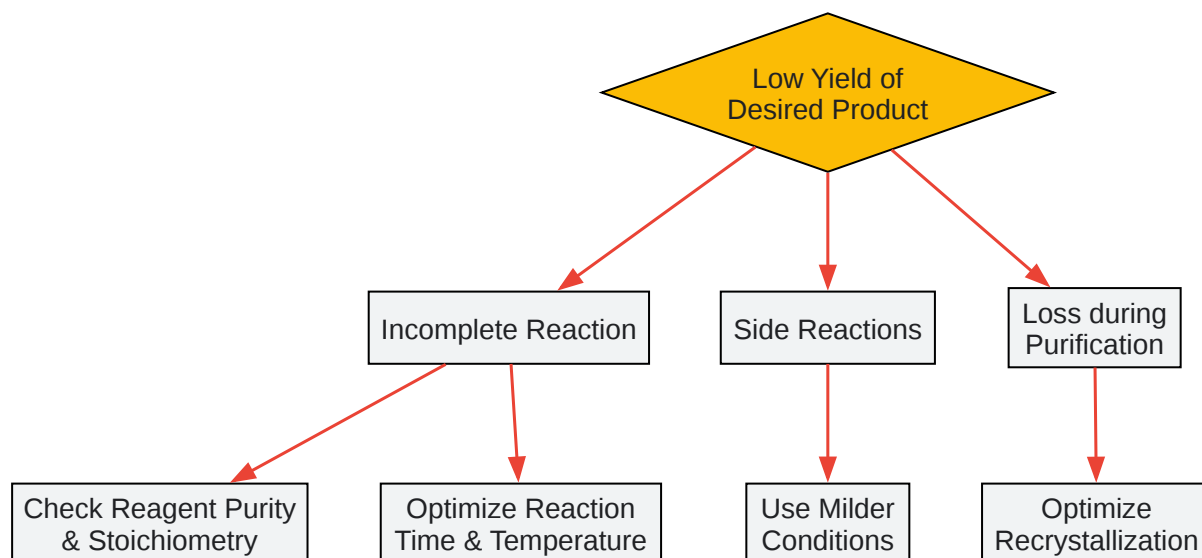 Low Yield of
Desired Product
Incomplete Reaction
Side Reactions
Loss during
Purification
Check Reagent Purity
& Stoichiometry
Optimize Reaction
Time & Temperature
Use Milder
Conditions
Optimize
Recrystallization